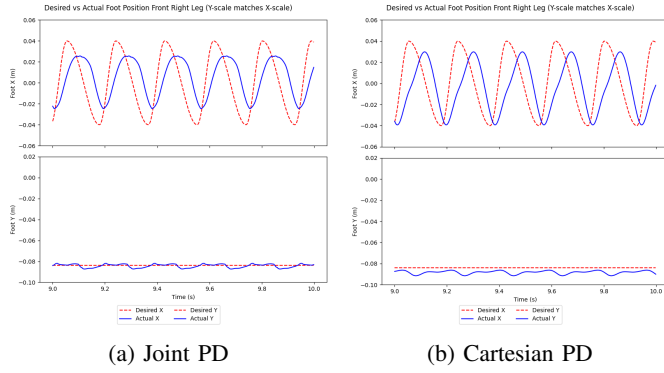 Desired vs Actual Foot Position Front Right Leg (Y-scale matches X-scale)
0.06
0.04
0.02
0.00
−0.02
−0.04
−0.06
Foot X (m)
0.02
0.00
−0.02
−0.04
−0.06
−0.08
−0.10
Foot Y (m)
9.0 9.2 9.4 9.6 9.8 10.0
Time (s)
Desired X Desired Y
Actual X Actual Y
(a) Joint PD
Desired vs Actual Foot Position Front Right Leg (Y-scale matches X-scale)
0.06
0.04
0.02
0.00
−0.02
−0.04
−0.06
Foot X (m)
0.02
0.00
−0.02
−0.04
−0.06
−0.08
−0.10
Foot Y (m)
9.0 9.2 9.4 9.6 9.8 10.0
Time (s)
Desired X Desired Y
Actual X Actual Y
(b) Cartesian PD